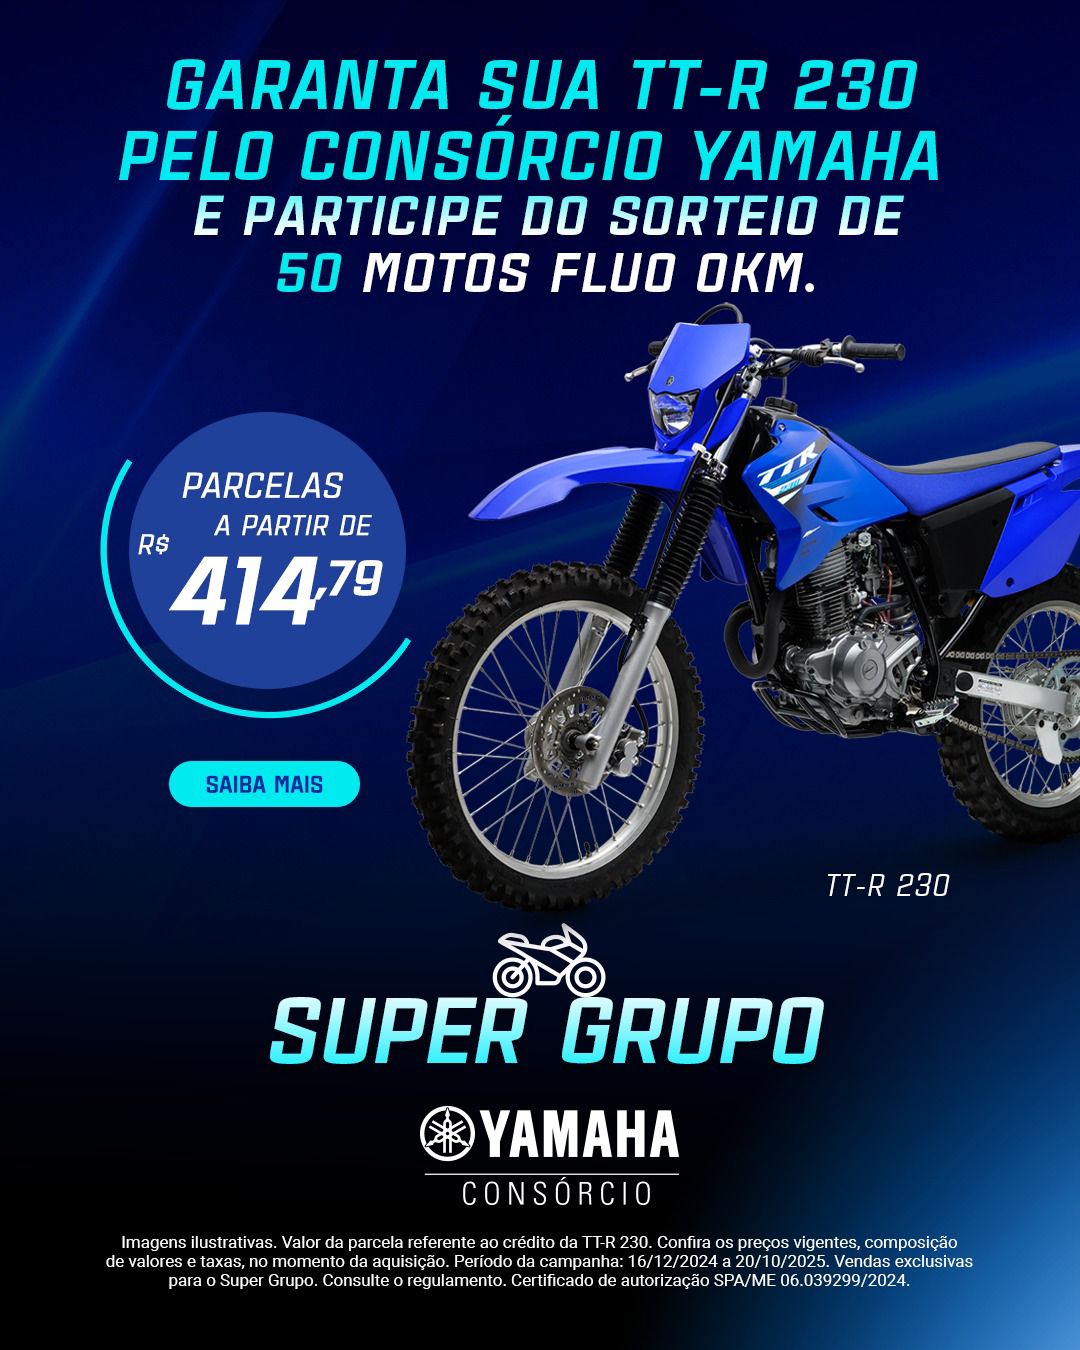 GARANTA SUA TT-R 230
PELO CONSÓRCIO YAMAHA
E PARTICIPE DO SORTEIO DE
50 MOTOS FLUO 0KM.
PARCELAS
A PARTIR DE
R$ 414,79
SAIBA MAIS
TTR
230
TT-R 230
SUPER GRUPO
YAMAHA
CONSÓRCIO
Imagens ilustrativas. Valor da parcela referente ao crédito da TT-R 230. Confira os preços vigentes, composição
de valores e taxas, no momento da aquisição. Período da campanha: 16/12/2024 a 20/10/2025. Vendas exclusivas
para o Super Grupo. Consulte o regulamento. Certificado de autorização SPA/ME 06.039299/2024.